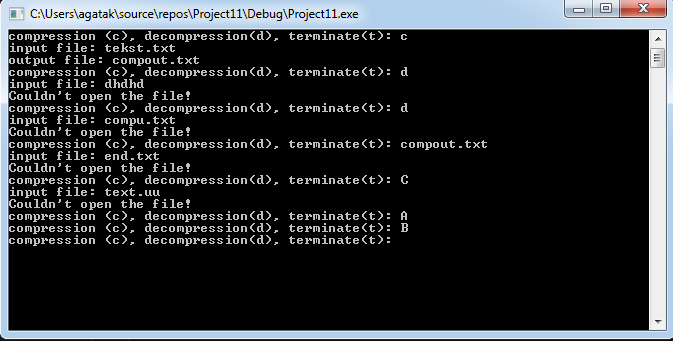 C:\Users\agatak\source\repos\Project11\Debug\Project11.exe
compression (c), decompression(d), terminate(t): c
input file: tekst.txt
output file: compout.txt
compression (c), decompression(d), terminate(t): d
input file: dhdhd
Couldn't open the file!
compression (c), decompression(d), terminate(t): d
input file: compu.txt
Couldn't open the file!
compression (c), decompression(d), terminate(t): compout.txt
input file: end.txt
Couldn't open the file!
compression (c), decompression(d), terminate(t): C
input file: text.uu
Couldn't open the file!
compression (c), decompression(d), terminate(t): A
compression (c), decompression(d), terminate(t): B
compression (c), decompression(d), terminate(t):